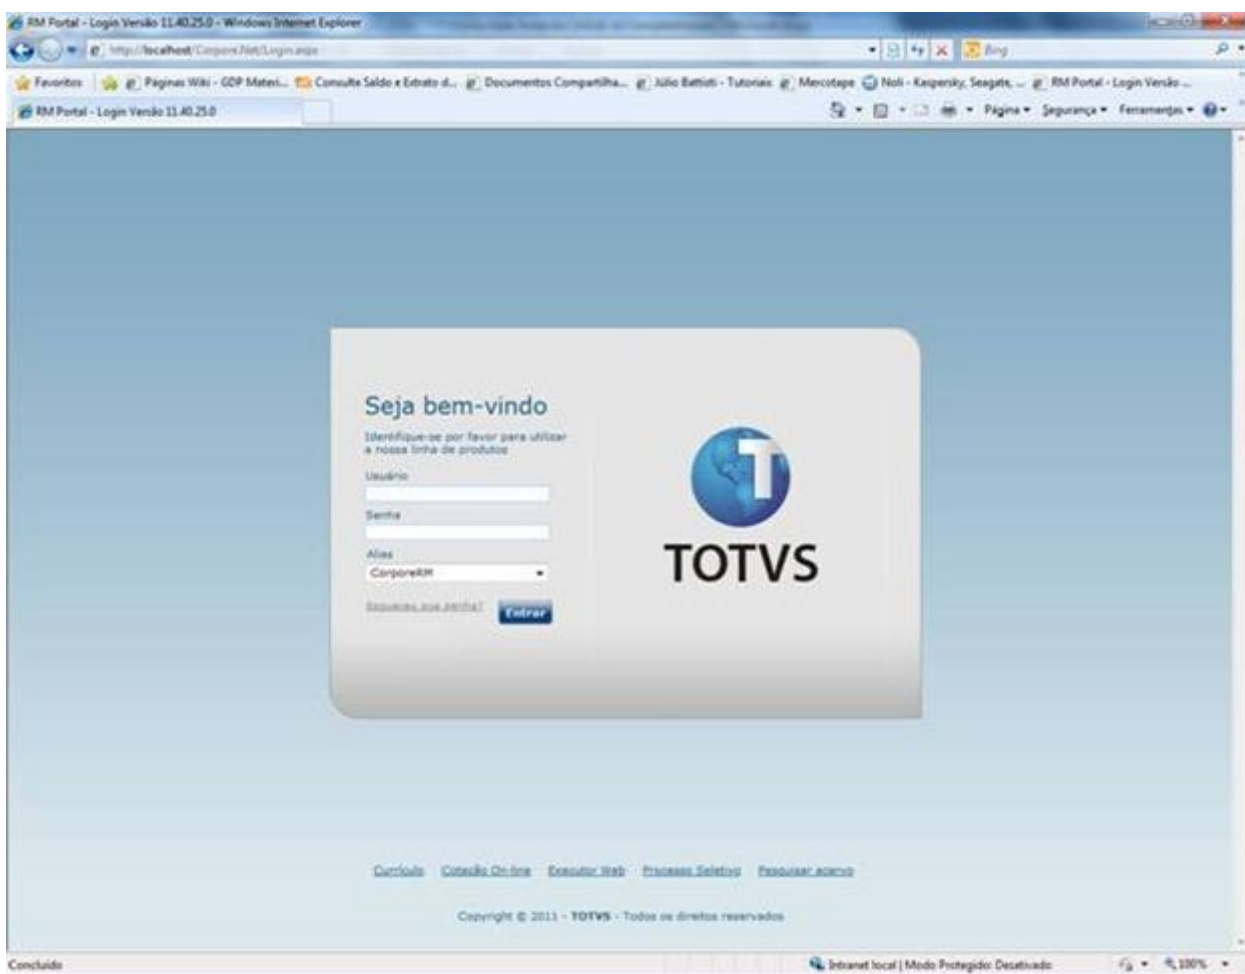 RM Portal - Login Versão 11.40.25.0 - Windows Internet Explorer
http://localhost/Corpore.Net/Login.aspx
Bing
Favoritos Páginas Wiki - GDP Materi... Consulte Saldo e Extrato d... Documentos Compartilha... Júlio Battisti - Tutoriais Mercotape Noli - Kaspersky, Seagate, ... RM Portal - Login Versão ...
RM Portal - Login Versão 11.40.25.0
Página Segurança Ferramentas
Seja bem-vindo
Identifique-se por favor para utilizar
a nossa linha de produtos
Usuário
Senha
Alias
CorporeRM
Esqueceu sua senha? Entrar
T
TOTVS
Currículo Cotação On-line Executor Web Processo Seletivo Pesquisar acervo
Copyright © 2011 - TOTVS - Todos os direitos reservados
Concluído
Intranet local | Modo Protegido: Desativado
100%